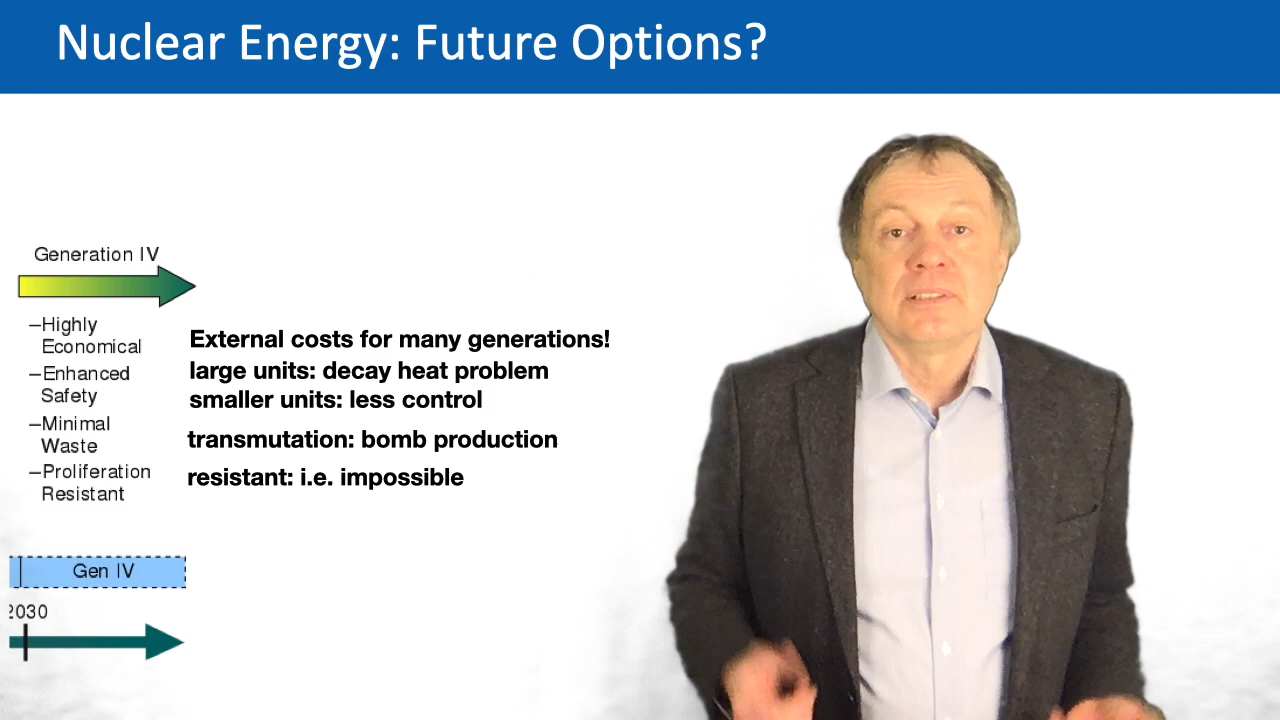 Nuclear Energy: Future Options?
Generation IV
–Highly
Economical
–Enhanced
Safety
–Minimal
Waste
–Proliferation
Resistant
External costs for many generations!
large units: decay heat problem
smaller units: less control
transmutation: bomb production
resistant: i.e. impossible
Gen IV
2030